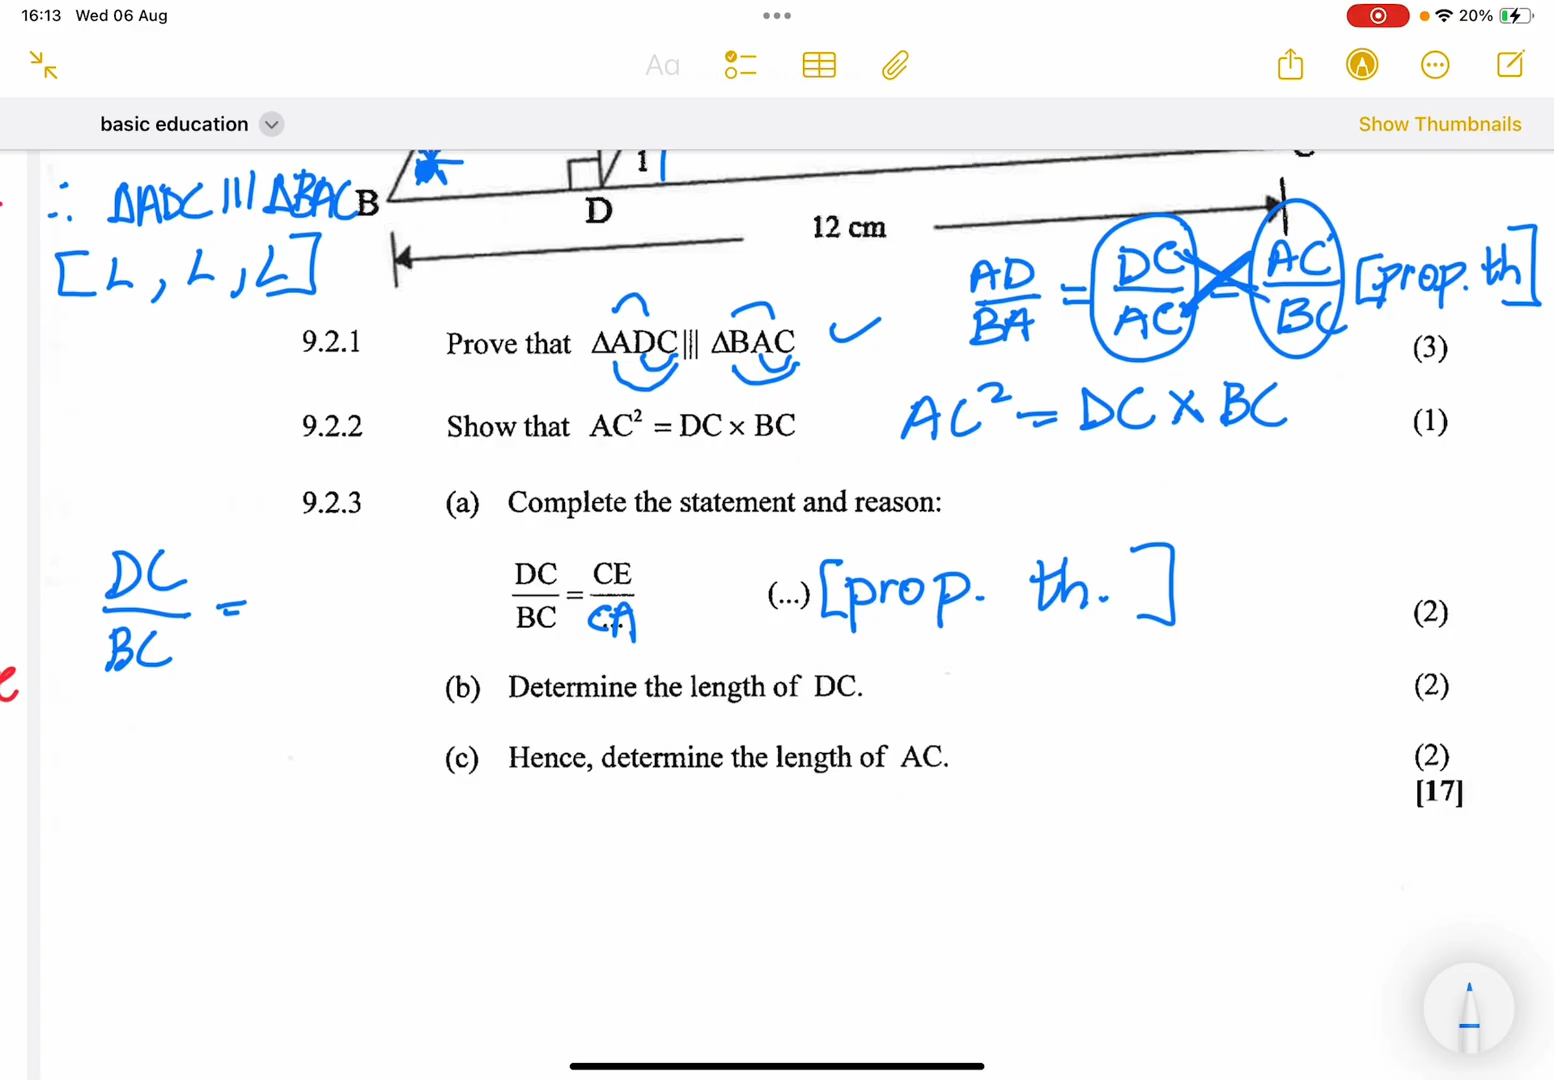 16:13 Wed 06 Aug
20%
Aa
basic education
Show Thumbnails
1
∴ ΔADC ||| ΔBAC
B
D
12 cm
[L, L, L]
AD/BA = DC/AC = AC/BC [prop. th]
9.2.1 Prove that ΔADC ||| ΔBAC ✓ (3)
AC² = DC × BC
9.2.2 Show that AC² = DC × BC (1)
9.2.3 (a) Complete the statement and reason:
DC/BC =
DC/BC = CE/CA (...) [prop. th.] (2)
(b) Determine the length of DC. (2)
(c) Hence, determine the length of AC. (2)
[17]